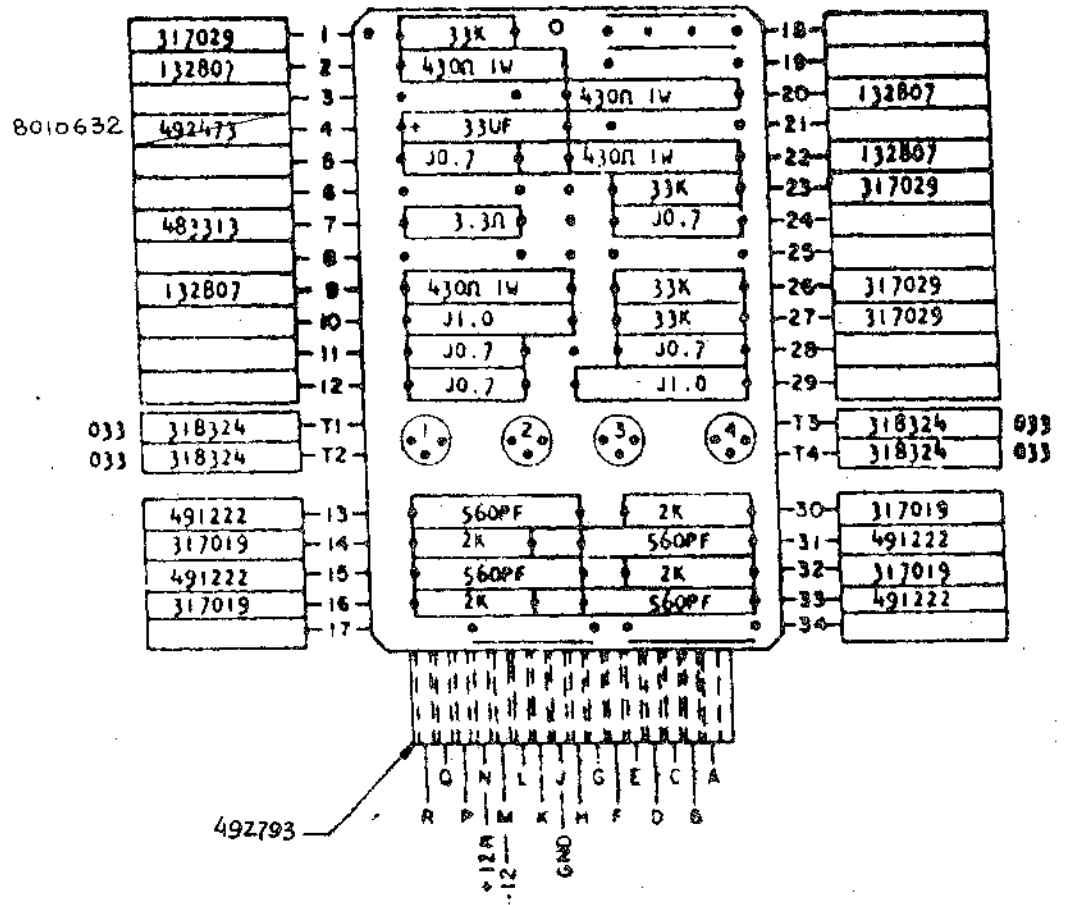 317029 1 33K 18
132807 2 430Ω 1W 19
3 430Ω 1W 20 132807
8010632 492473 4 + 33UF 21
5 J0.7 430Ω 1W 22 132807
6 33K 23 317029
482313 7 3.3Ω J0.7 24
8 25
132807 9 430Ω 1W 33K 26 317029
10 J1.0 33K 27 317029
11 J0.7 J0.7 28
12 J0.7 J1.0 29
033 318324 T1 1 2 3 4 T3 318324 033
033 318324 T2 T4 318324 033
491222 13 560PF 2K 30 317019
317019 14 2K 560PF 31 491222
491222 15 560PF 2K 32 317019
317019 16 2K 560PF 33 491222
17 34
Q N L J G E C A
R P M K H F D B
492793
+12M
-12
GND